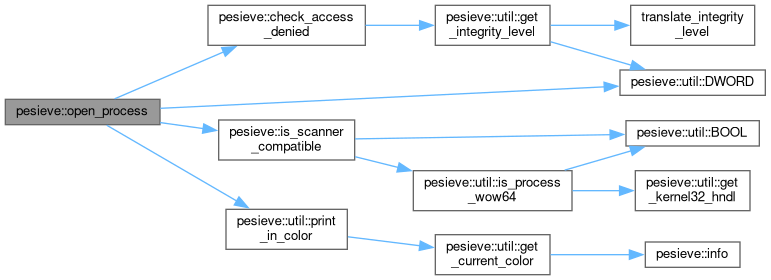 pesieve::open_process
pesieve::check_access
_denied
pesieve::util::get
_integrity_level
translate_integrity
_level
pesieve::util::DWORD
pesieve::is_scanner
_compatible
pesieve::util::BOOL
pesieve::util::is_process
_wow64
pesieve::util::get
_kernel32_hndl
pesieve::util::print
_in_color
pesieve::util::get
_current_color
pesieve::info